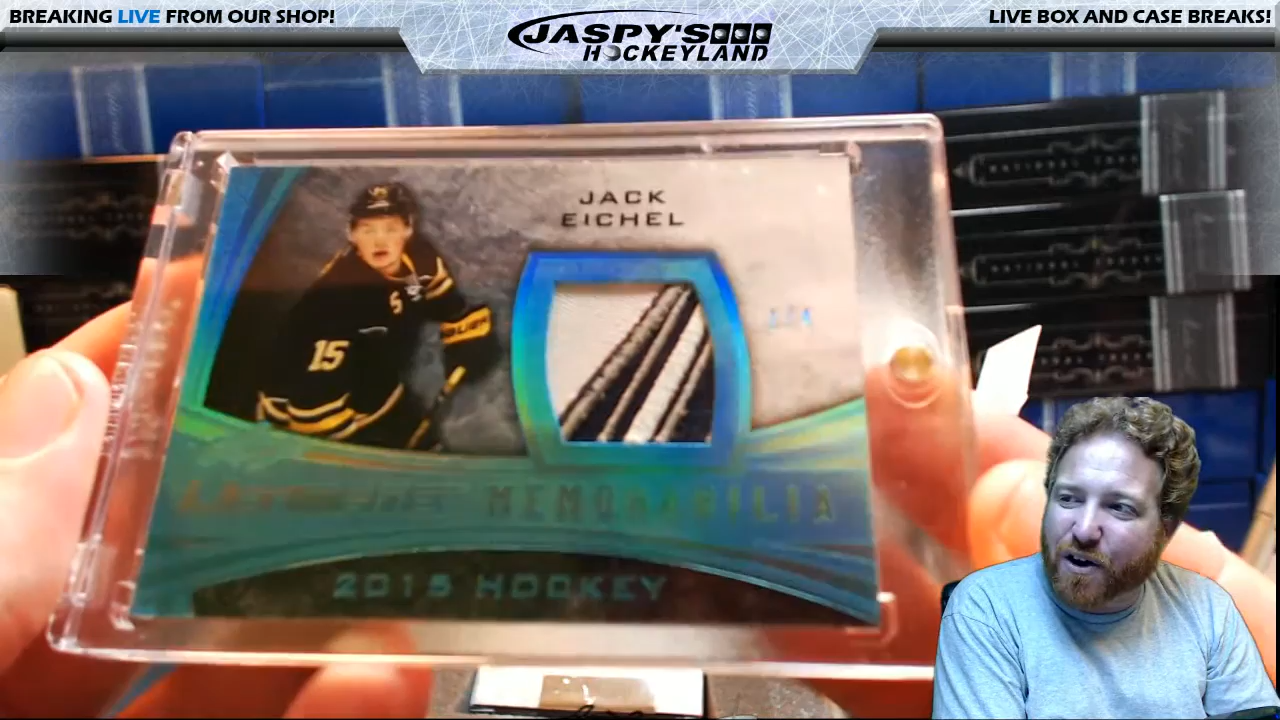 BREAKING LIVE FROM OUR SHOP!
JASPY'S
HOCKEYLAND
LIVE BOX AND CASE BREAKS!
JACK
EICHEL
15
MEMORABILIA
2015 HOCKEY